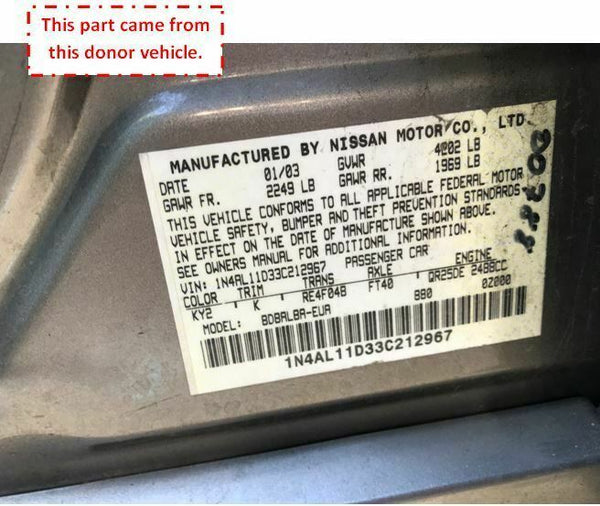 This part came from
this donor vehicle.
MANUFACTURED BY NISSAN MOTOR CO., LTD.
DATE 01/03 GVWR 4202 LB
GAWR FR. 2249 LB GAWR RR. 1969 LB
THIS VEHICLE CONFORMS TO ALL APPLICABLE FEDERAL MOTOR
VEHICLE SAFETY, BUMPER AND THEFT PREVENTION STANDARDS
IN EFFECT ON THE DATE OF MANUFACTURE SHOWN ABOVE.
SEE OWNERS MANUAL FOR ADDITIONAL INFORMATION.
VIN: 1N4AL11D33C212967 PASSENGER CAR
COLOR TRIM TRANS AXLE ENGINE
KY2 K RE4F04B FT40 QR25DE 2488CC
MODEL: BDBALBA-EUA BB0 0Z000
1N4AL11D33C212967